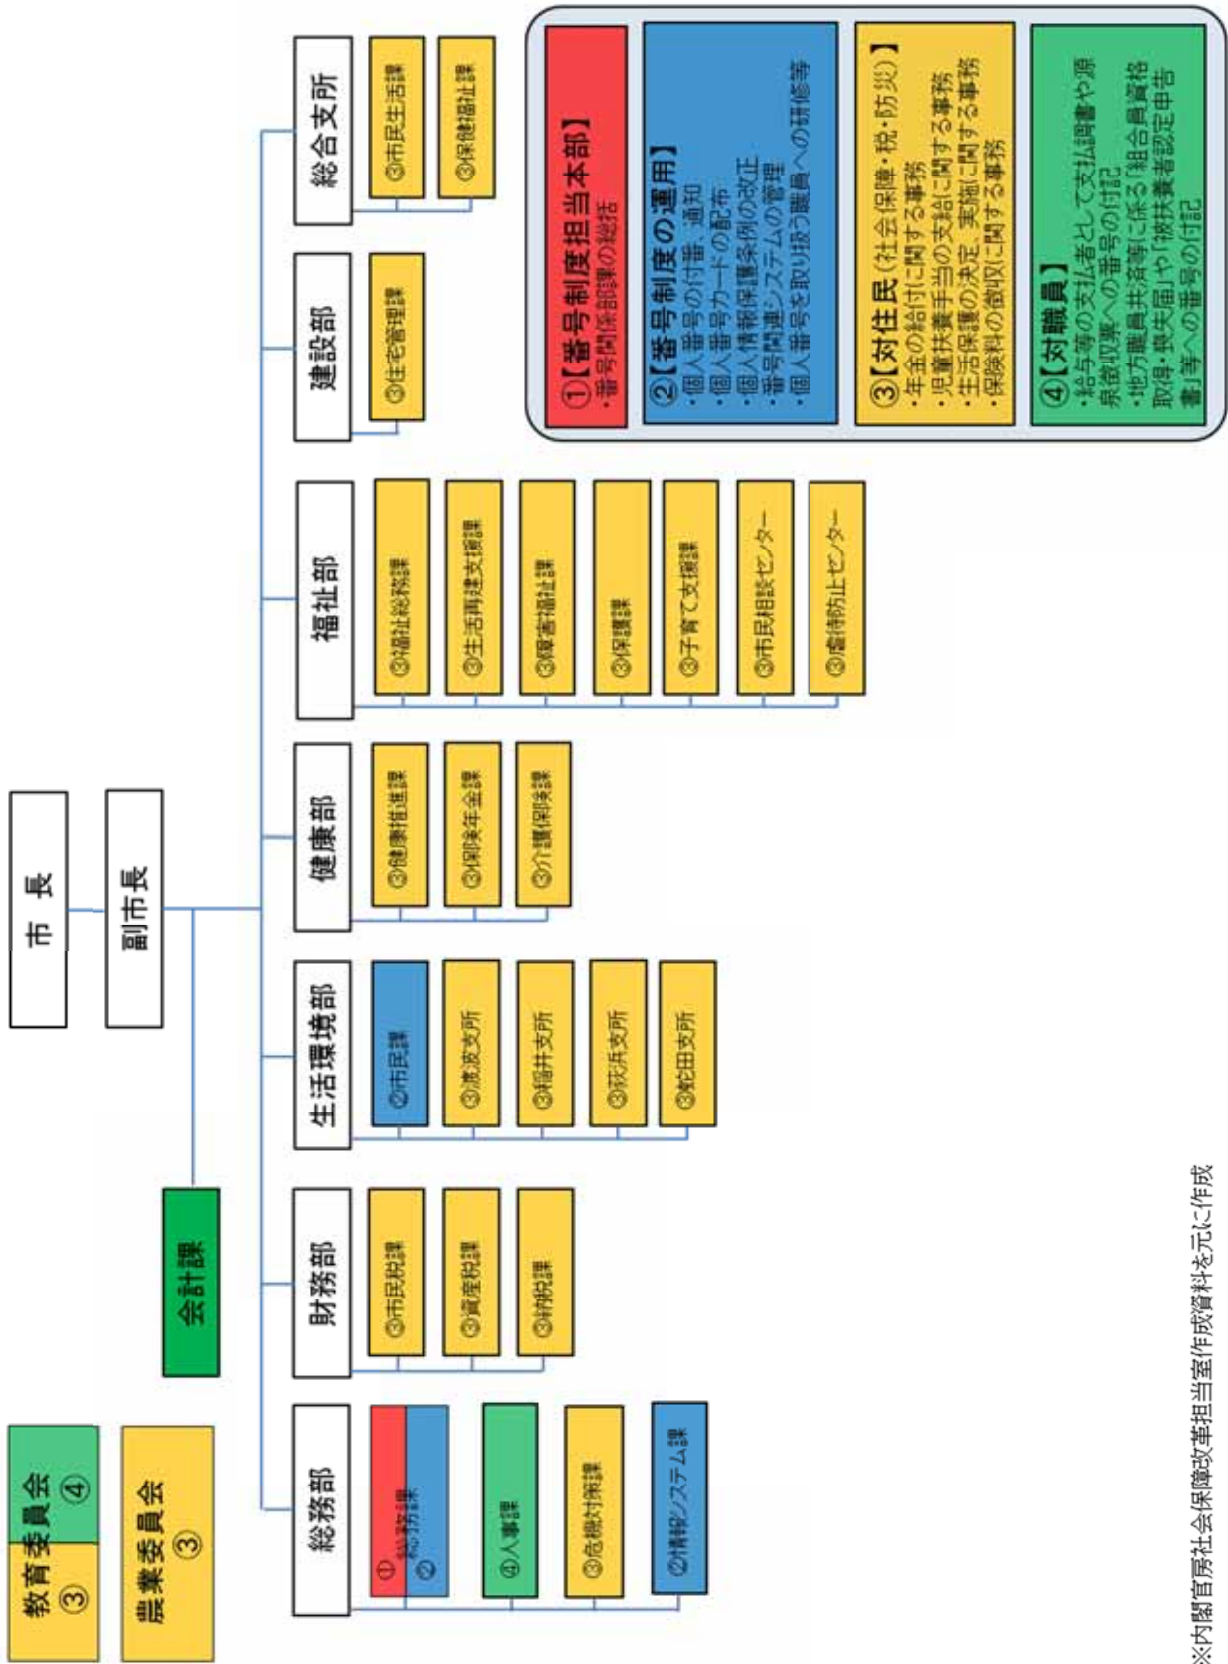 教育委員会
③ ④
農業委員会
③
市 長
副市長
会計課
総務部
① 総務課 ②
④人事課
③危機対策課
②情報システム課
財務部
③市民税課
③資産税課
③納税課
生活環境部
②市民課
③渡波支所
③稲井支所
③荻浜支所
③蛇田支所
健康部
③健康推進課
③保険年金課
③介護保険課
福祉部
③福祉総務課
③生活再建支援課
③障害福祉課
③保護課
③子育て支援課
③市民相談センター
③虐待防止センター
建設部
③住宅管理課
総合支所
③市民生活課
③保健福祉課
①【番号制度担当本部】
・番号関係部課の総括
②【番号制度の運用】
・個人番号の付番、通知
・個人番号カードの配布
・個人情報保護条例の改正
・番号関連システムの管理
・個人番号を取り扱う職員への研修等
③【対住民(社会保障・税・防災)】
・年金の給付に関する事務
・児童扶養手当の支給に関する事務
・生活保護の決定、実施に関する事務
・保険料の徴収に関する事務
④【対職員】
・給与等の支払者として支払調書や源
泉徴収票への番号の付記
・地方職員共済等に係る「組合員資格
取得・喪失届」や「被扶養者認定申告
書」等への番号の付記
※内閣官房社会保障改革担当室作成資料を元に作成